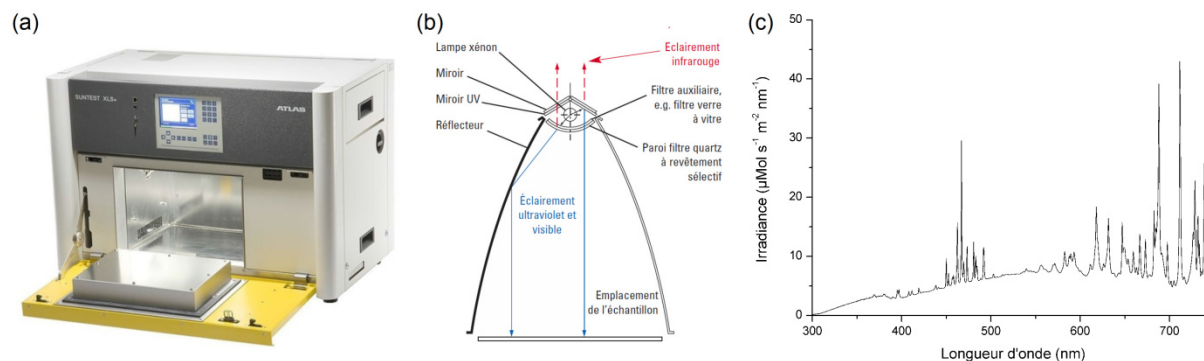 (a)
SUNTEST XLS+
ATLAS
(b)
Lampe xénon
Miroir
Miroir UV
Réflecteur
Eclairement
infrarouge
Filtre auxiliaire,
e.g. filtre verre
à vitre
Paroi filtre quartz
à revêtement
sélectif
Éclairement
ultraviolet et
visible
Emplacement
de l'échantillon
(c)
Irradiance (µMol s⁻¹ m⁻² nm⁻¹)
50
40
30
20
10
0
300
400
500
600
700
Longueur d'onde (nm)